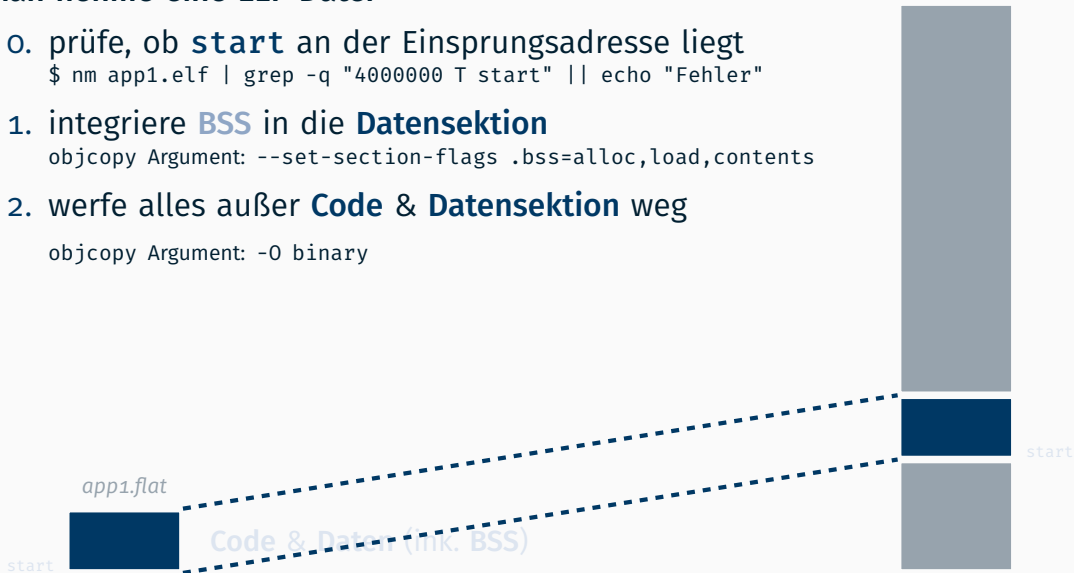 0. prüfe, ob start an der Einsprungsadresse liegt
$ nm app1.elf | grep -q "4000000 T start" || echo "Fehler"
1. integriere BSS in die Datensektion
objcopy Argument: --set-section-flags .bss=alloc,load,contents
2. werfe alles außer Code & Datensektion weg
objcopy Argument: -O binary
start
app1.flat
Code & Daten (ink. BSS)
start